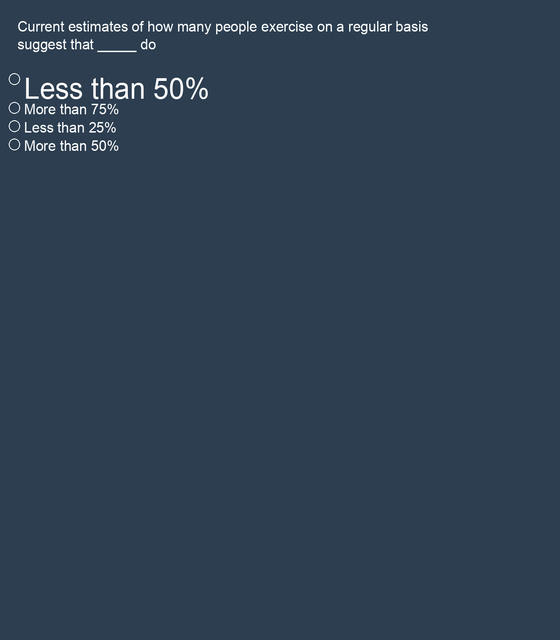 Current estimates of how many people exercise on a regular basis
suggest that _____ do
Less than 50%
More than 75%
Less than 25%
More than 50%